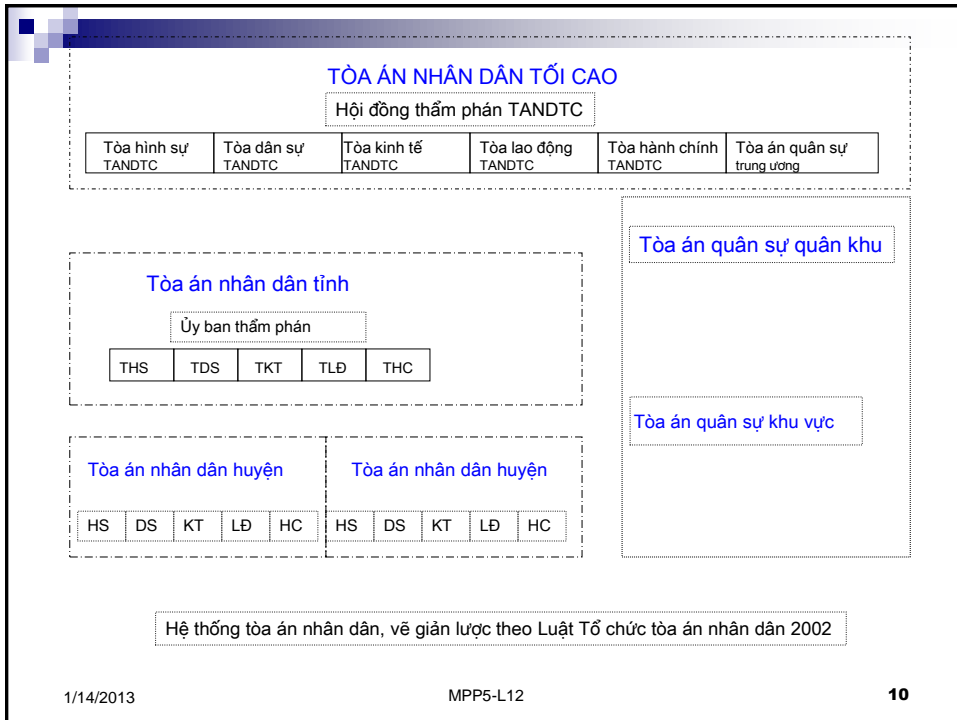 TÒA ÁN NHÂN DÂN TỐI CAO
Hội đồng thẩm phán TANDTC
Tòa hình sự TANDTC
Tòa dân sự TANDTC
Tòa kinh tế TANDTC
Tòa lao động TANDTC
Tòa hành chính TANDTC
Tòa án quân sự trung ương
Tòa án quân sự quân khu
Tòa án nhân dân tỉnh
Ủy ban thẩm phán
THS TDS TKT TLĐ THC
Tòa án quân sự khu vực
Tòa án nhân dân huyện
HS DS KT LĐ HC
Tòa án nhân dân huyện
HS DS KT LĐ HC
Hệ thống tòa án nhân dân, vẽ giản lược theo Luật Tổ chức tòa án nhân dân 2002
1/14/2013 MPP5-L12 10